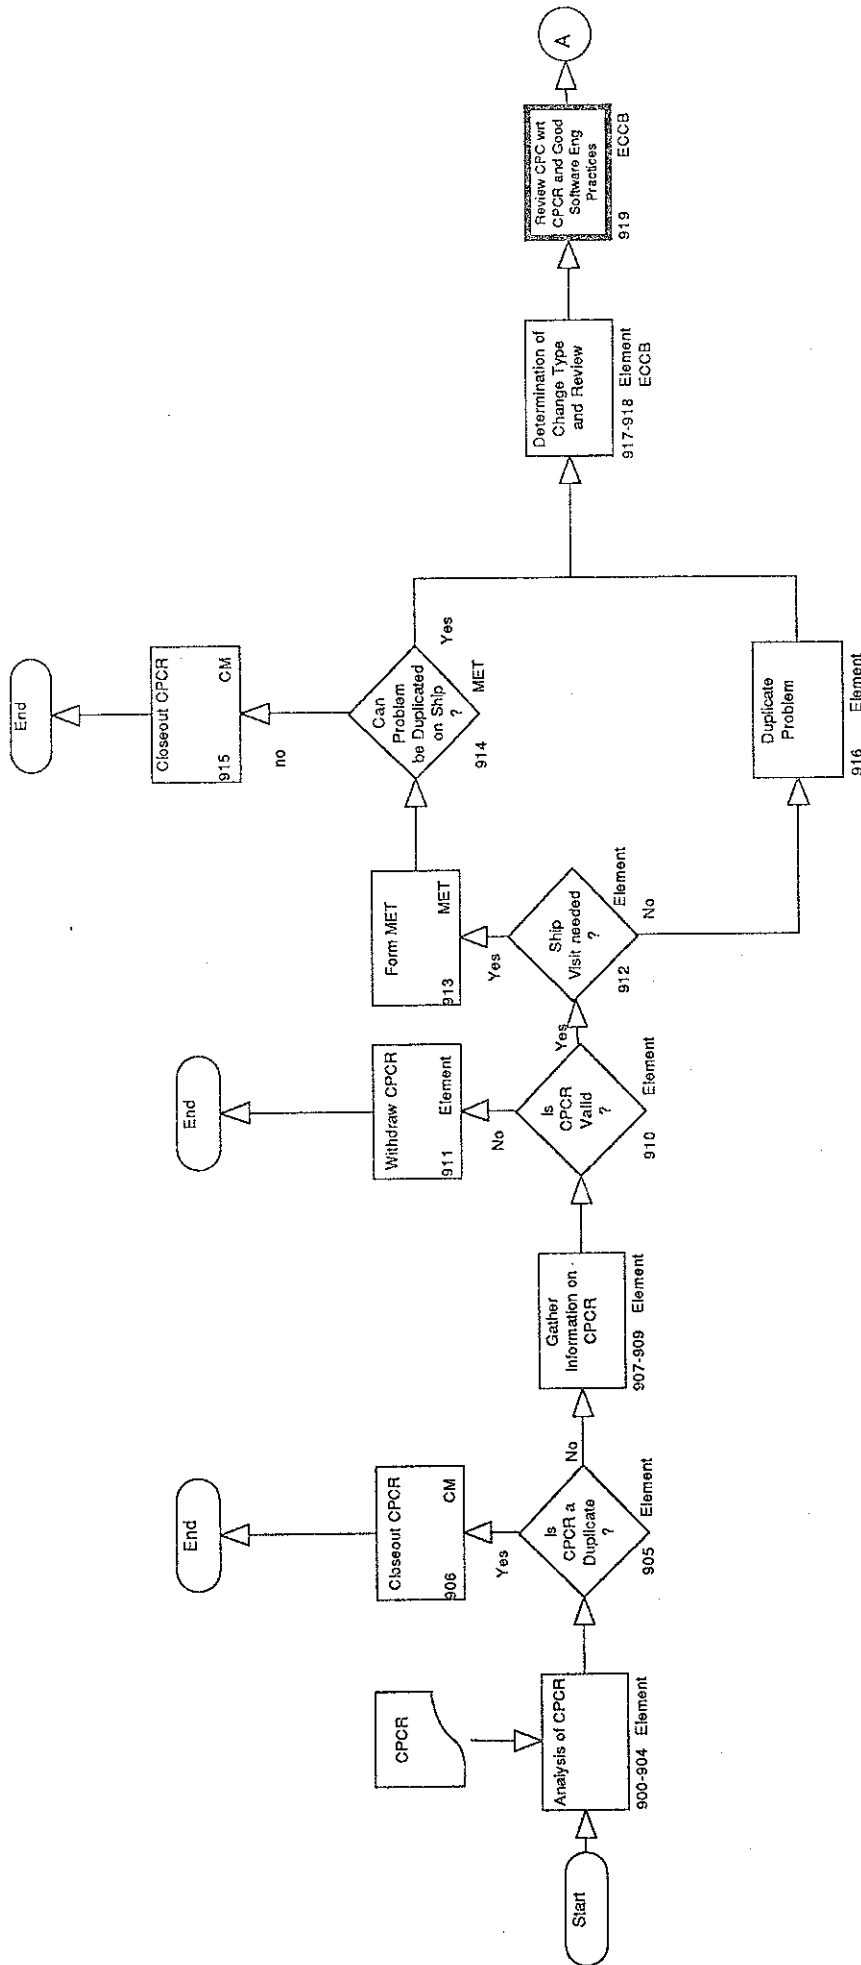 Start
CPCR
Analysis of CPCR
900-904 Element
Is
CPCR a
Duplicate
?
905
Element
Yes
Closeout CPCR
906
CM
End
No
Gather
Information on
CPCR
907-909 Element
Is
CPCR
Valid
?
910
Element
No
Withdraw CPCR
911
Element
End
Yes
Ship
Visit needed
?
912
Element
Yes
Form MET
913
MET
No
Can
Problem
be Duplicated
on Ship
?
914
MET
no
Closeout CPCR
915
CM
End
Yes
Duplicate
Problem
916
Element
Determination of
Change Type
and Review
917-918 Element
ECCB
Review CPC wrt
CPCR and Good
Software Eng
Practices
919
ECCB
A